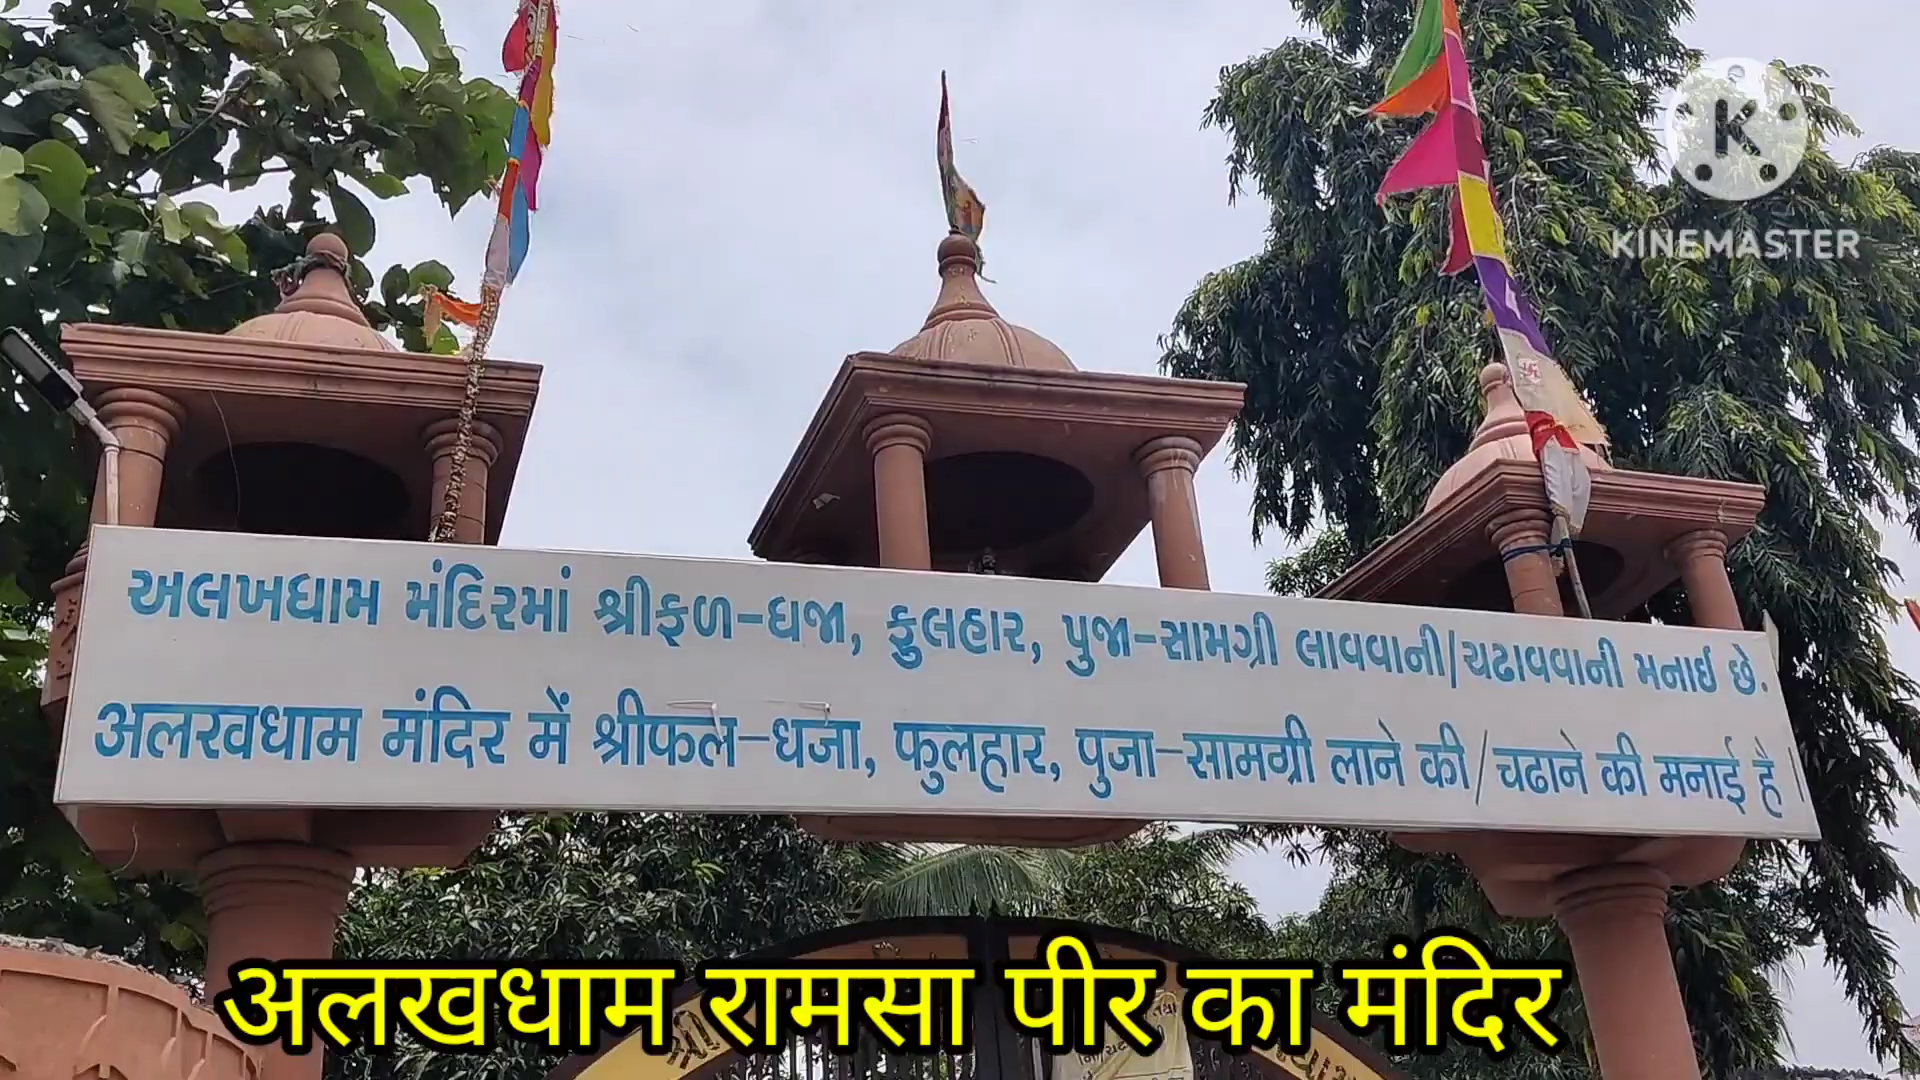 KINEMASTER
અલખધામ મંદિરમાં શ્રીફળ-ધજા, ફુલહાર, પુજા-સામગ્રી લાવવાની/ચઢાવવાની મનાઇ છે.
अलखधाम मंदिर में श्रीफल-धजा, फुलहार, पुजा-सामग्री लाने की/चढाने की मनाई है।
अलखधाम रामसा पीर का मंदिर
શ્રી